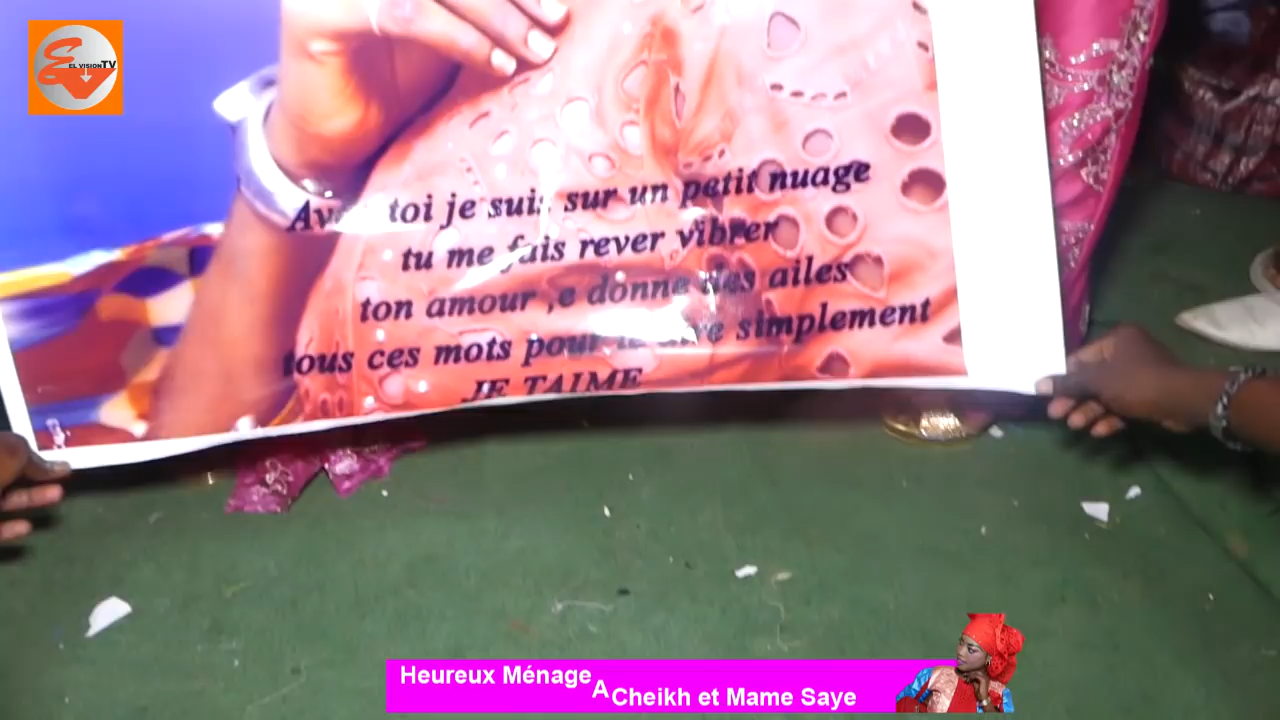 EL VISION TV
toi je suis sur un petit nuage
tu me fais rever vibrer
ton amour ,e donne des ailes
tous ces mots pour simplement
JE TAIME
Heureux Ménage
A
Cheikh et Mame Saye